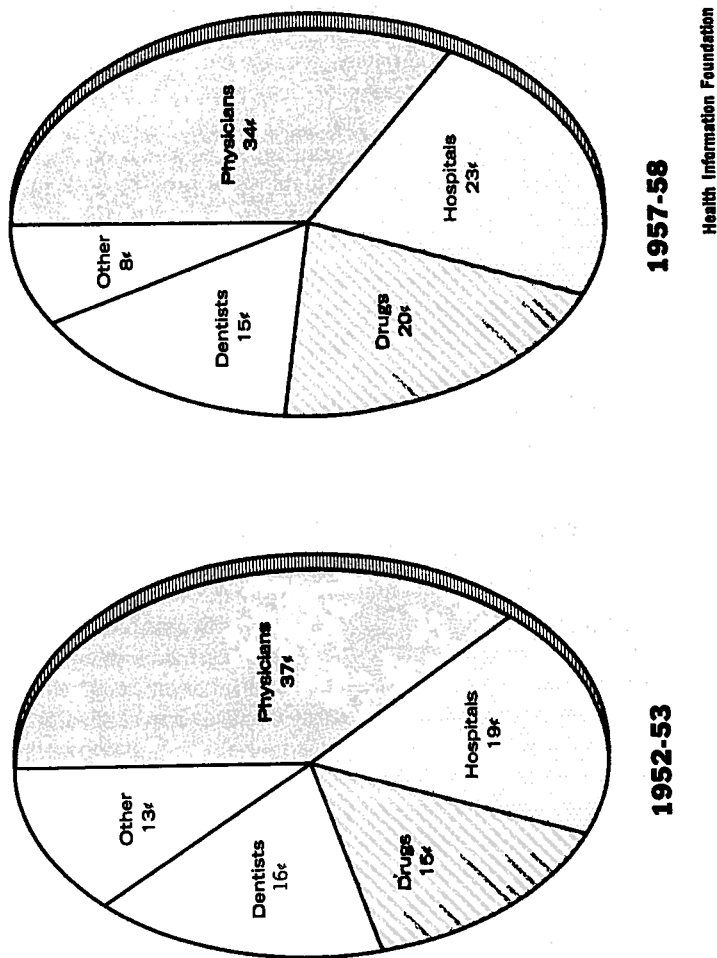 Physicians
37¢
Hospitals
19¢
Drugs
15¢
Dentists
16¢
Other
13¢
1952-53
Physicians
34¢
Hospitals
23¢
Drugs
20¢
Dentists
15¢
Other
8¢
1957-58
Health Information Foundation